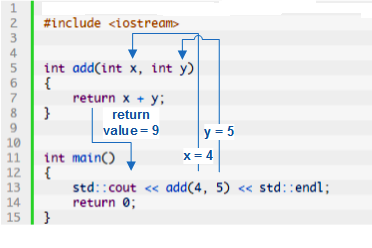 1
2 #include <iostream>
3
4
5 int add(int x, int y)
6 {
7 return x + y;
8 }
return
value = 9
y = 5
x = 4
9
10
11 int main()
12 {
13 std::cout << add(4, 5) << std::endl;
14 return 0;
15 }